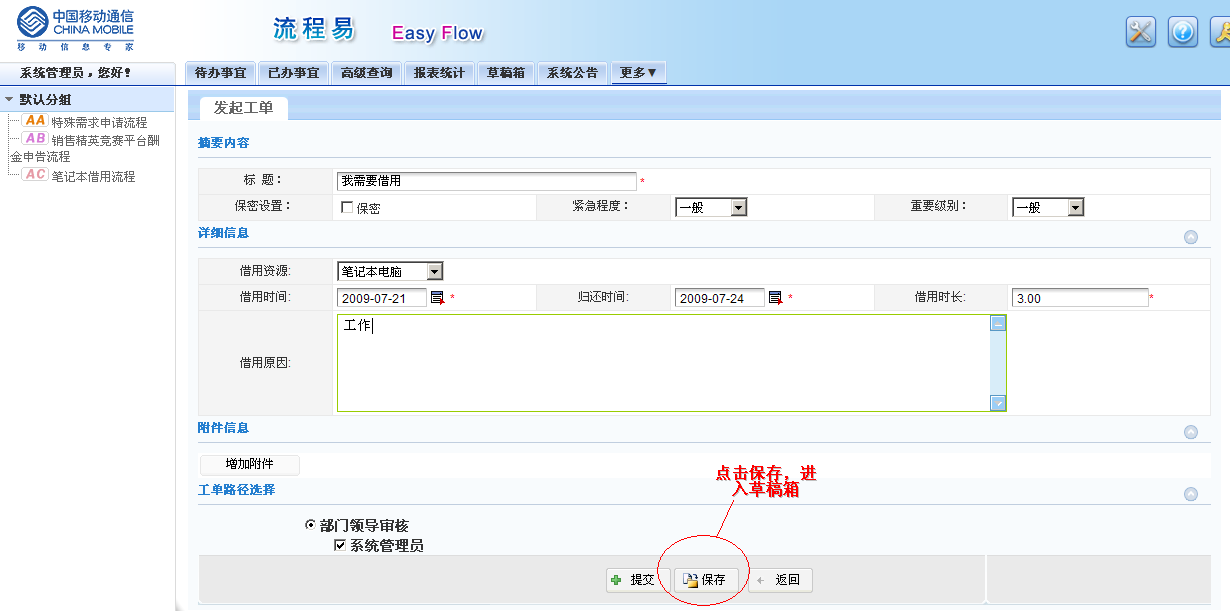 中国移动通信
CHINA MOBILE
移 动 信 息 专 家
流程易 Easy Flow
系统管理员，您好！
待办事宜 已办事宜 高级查询 报表统计 草稿箱 系统公告 更多▼
默认分组
AA 特殊需求申请流程
AB 销售精英竞赛平台酬
金申告流程
AC 笔记本借用流程
发起工单
摘要内容
标 题： 我需要借用 *
保密设置： 保密 紧急程度： 一般 重要级别： 一般
详细信息
借用资源: 笔记本电脑
借用时间: 2009-07-21 * 归还时间: 2009-07-24 * 借用时长: 3.00 *
借用原因: 工作
附件信息
增加附件
点击保存，进
入草稿箱
工单路径选择
部门领导审核
系统管理员
提交 保存 返回